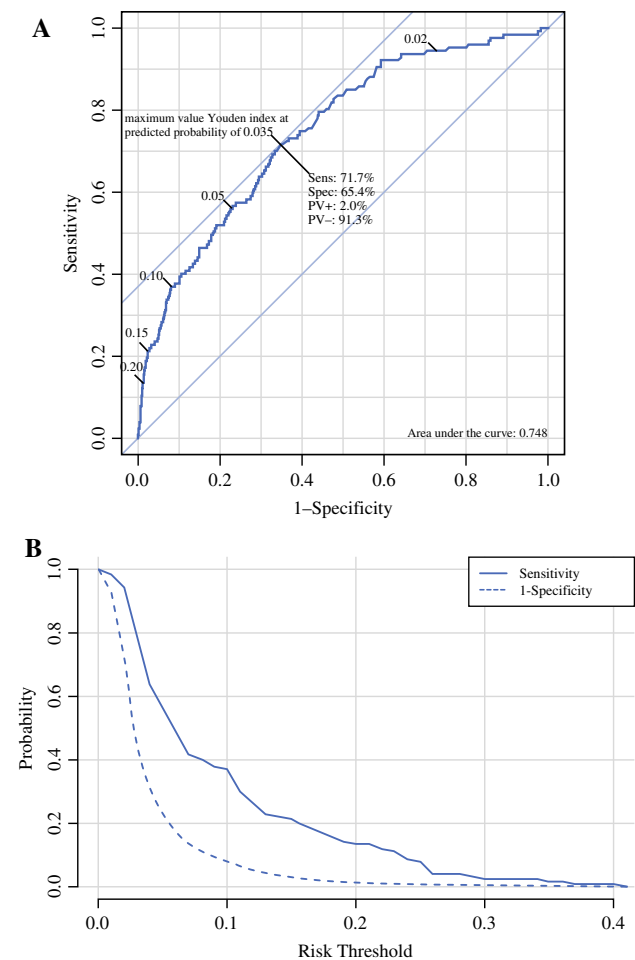 A
1.0
0.8
0.6
0.4
0.2
0.0
Sensitivity
0.02
maximum value Youden index at
predicted probability of 0.035
Sens: 71.7%
Spec: 65.4%
PV+: 2.0%
PV–: 91.3%
0.05
0.10
0.15
0.20
Area under the curve: 0.748
0.0 0.2 0.4 0.6 0.8 1.0
1–Specificity
B
1.0
0.8
0.6
0.4
0.2
0.0
Probability
Sensitivity
1-Specificity
0.0 0.1 0.2 0.3 0.4
Risk Threshold